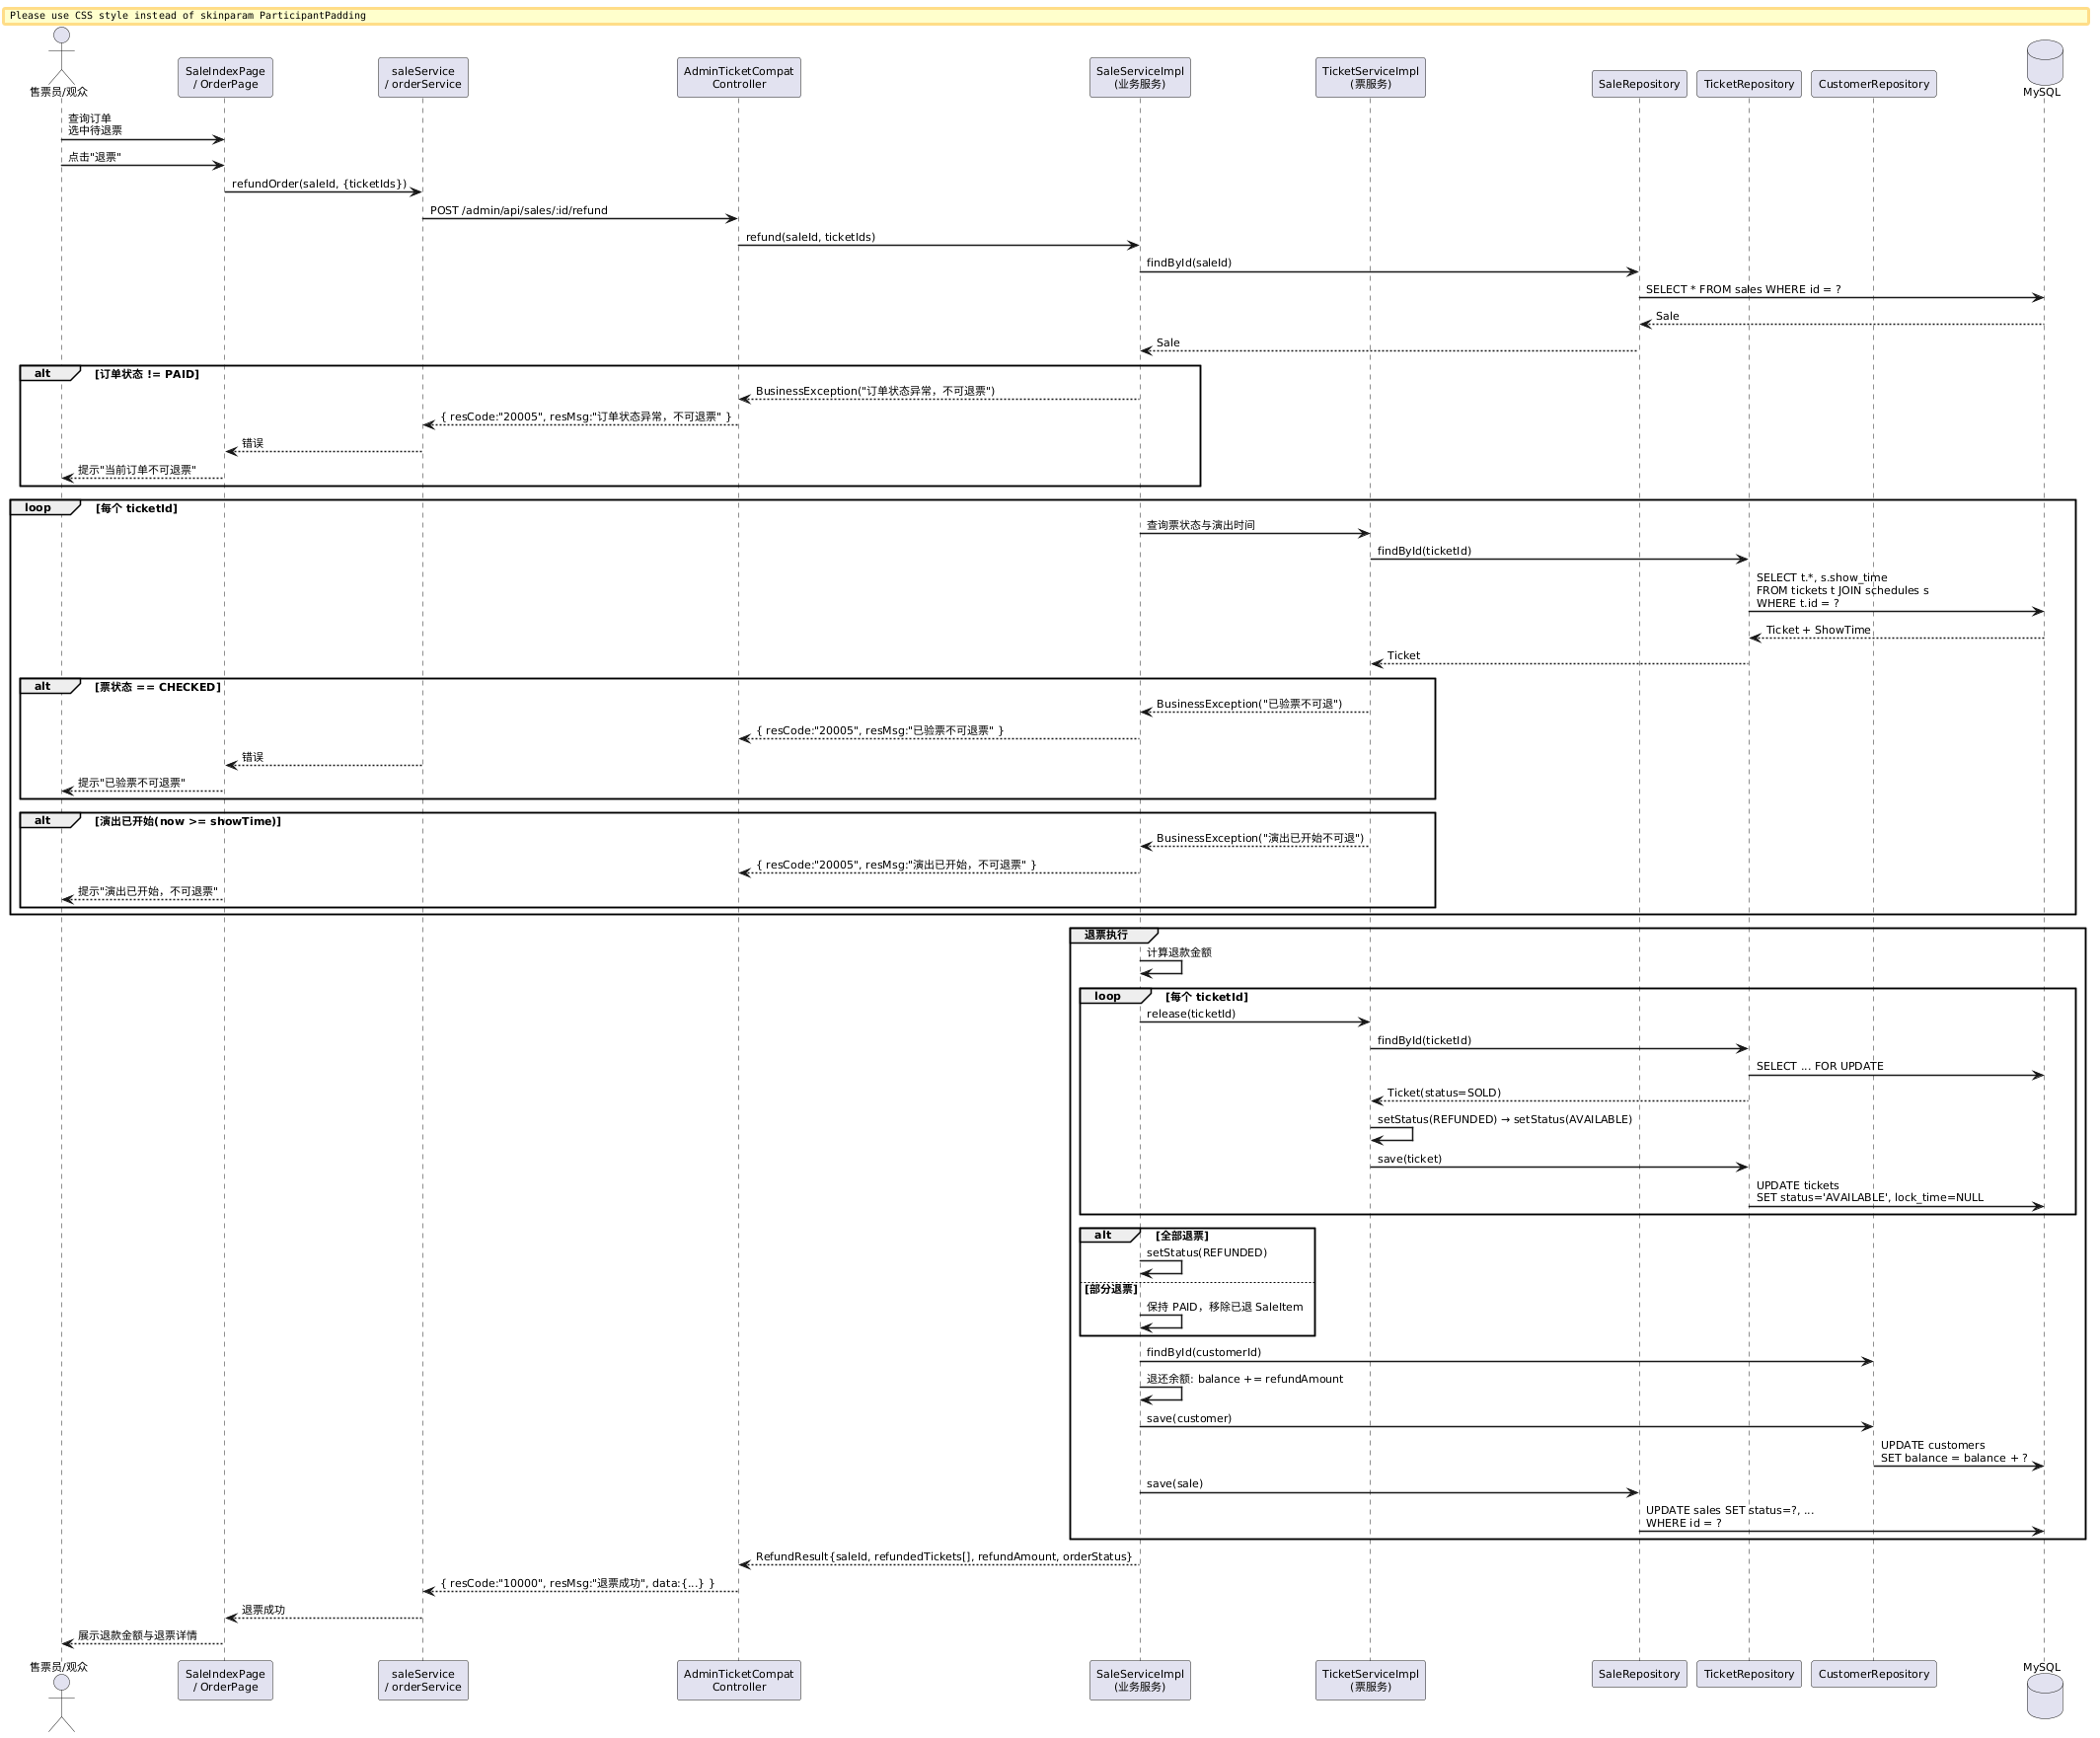 Please use CSS style instead of skinparam ParticipantPadding
售票员/观众
SaleIndexPage
/ OrderPage
saleService
/ orderService
AdminTicketCompat
Controller
SaleServiceImpl
(业务服务)
TicketServiceImpl
(票服务)
SaleRepository
TicketRepository
CustomerRepository
MySQL
查询订单
选中待退票
点击"退票"
refundOrder(saleId, {ticketIds})
POST /admin/api/sales/:id/refund
refund(saleId, ticketIds)
findById(saleId)
SELECT * FROM sales WHERE id = ?
Sale
Sale
alt [订单状态 != PAID]
BusinessException("订单状态异常，不可退票")
{ resCode:"20005", resMsg:"订单状态异常，不可退票" }
错误
提示"当前订单不可退票"
loop [每个 ticketId]
查询票状态与演出时间
findById(ticketId)
SELECT t.*, s.show_time
FROM tickets t JOIN schedules s
WHERE t.id = ?
Ticket + ShowTime
Ticket
alt [票状态 == CHECKED]
BusinessException("已验票不可退")
{ resCode:"20005", resMsg:"已验票不可退票" }
错误
提示"已验票不可退票"
alt [演出已开始(now >= showTime)]
BusinessException("演出已开始不可退")
{ resCode:"20005", resMsg:"演出已开始，不可退票" }
提示"演出已开始，不可退票"
退票执行
计算退款金额
loop [每个 ticketId]
release(ticketId)
findById(ticketId)
SELECT ... FOR UPDATE
Ticket(status=SOLD)
setStatus(REFUNDED) → setStatus(AVAILABLE)
save(ticket)
UPDATE tickets
SET status='AVAILABLE', lock_time=NULL
alt [全部退票]
setStatus(REFUNDED)
[部分退票]
保持 PAID，移除已退 SaleItem
findById(customerId)
退还余额: balance += refundAmount
save(customer)
UPDATE customers
SET balance = balance + ?
save(sale)
UPDATE sales SET status=?, ...
WHERE id = ?
RefundResult{saleId, refundedTickets[], refundAmount, orderStatus}
{ resCode:"10000", resMsg:"退票成功", data:{...} }
退票成功
展示退款金额与退票详情
售票员/观众
SaleIndexPage
/ OrderPage
saleService
/ orderService
AdminTicketCompat
Controller
SaleServiceImpl
(业务服务)
TicketServiceImpl
(票服务)
SaleRepository
TicketRepository
CustomerRepository
MySQL